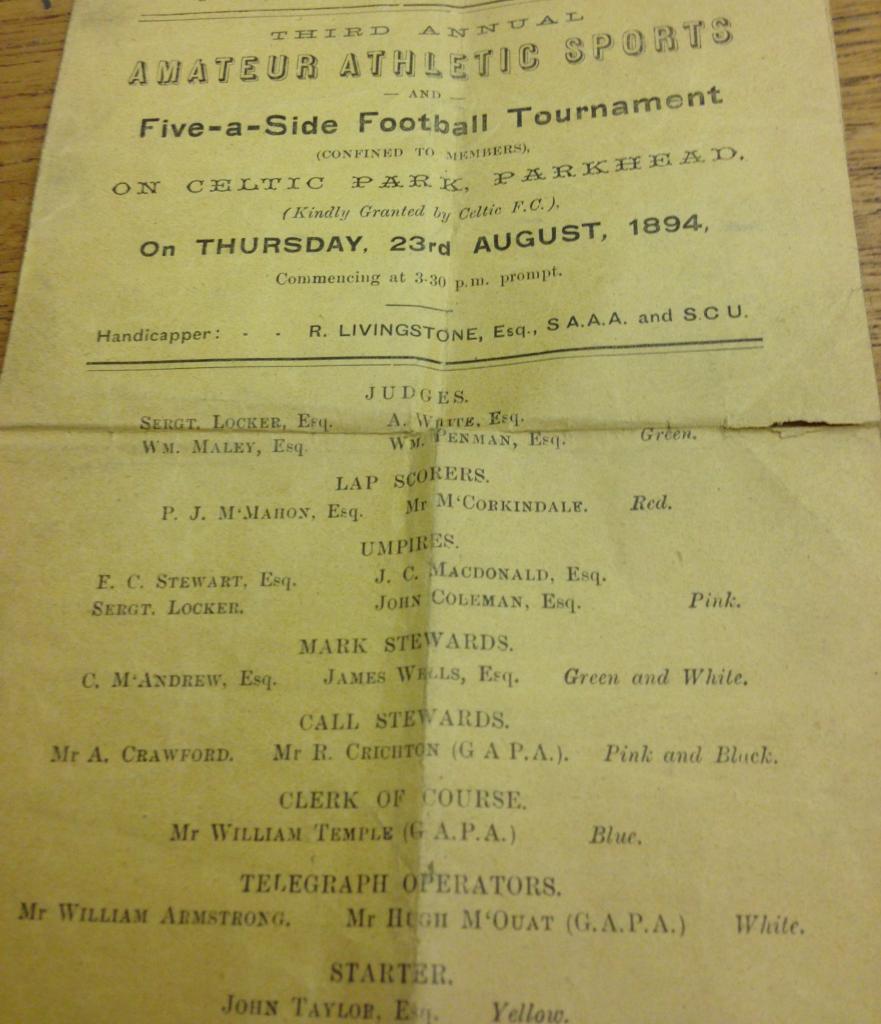 THIRD ANNUAL
AMATEUR ATHLETIC SPORTS
— AND —
Five-a-Side Football Tournament
(CONFINED TO MEMBERS),
ON CELTIC PARK, PARKHEAD,
(Kindly Granted by Celtic F.C.),
On THURSDAY, 23rd AUGUST, 1894,
Commencing at 3-30 p.m. prompt.
Handicapper: - - R. LIVINGSTONE, Esq., S A.A.A. and S.C U.
JUDGES.
SERGT. LOCKER, Esq. A. WHITE, Esq.
WM. MALEY, Esq. WM. PENMAN, Esq. Green.
LAP SCORERS.
P. J. M'MAHON, Esq. Mr M'CORKINDALE. Red.
UMPIRES.
F. C. STEWART, Esq. J. C. MACDONALD, Esq.
SERGT. LOCKER. JOHN COLEMAN, Esq. Pink.
MARK STEWARDS.
C. M'ANDREW, Esq. JAMES WELLS, Esq. Green and White.
CALL STEWARDS.
Mr A. CRAWFORD. Mr R. CRICHTON (G A P.A.). Pink and Black.
CLERK OF COURSE.
Mr WILLIAM TEMPLE (G A.P.A.) Blue.
TELEGRAPH OPERATORS.
Mr WILLIAM ARMSTRONG. Mr HUGH M'OUAT (G.A.P.A.) White.
STARTER.
JOHN TAYLOR, Esq. Yellow.